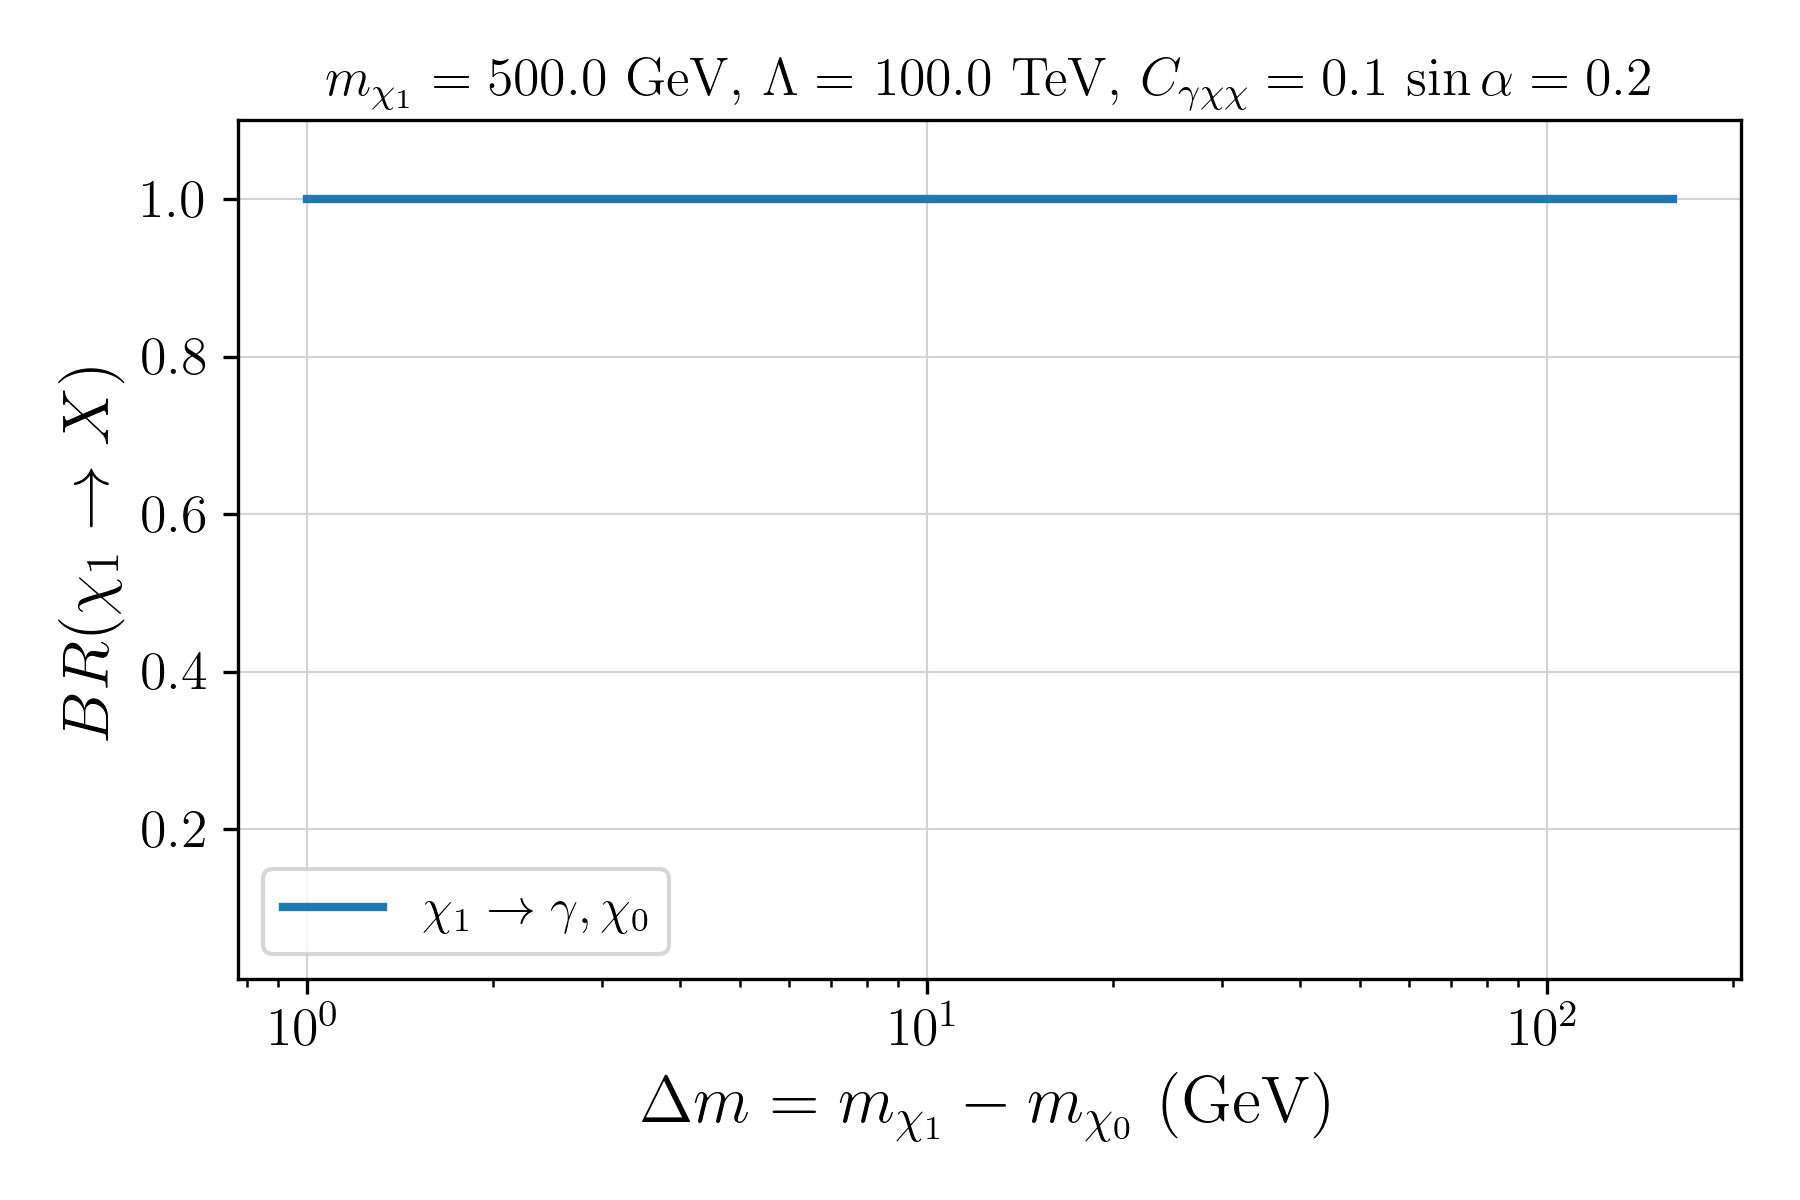 m_{χ_1} = 500.0 GeV, Λ = 100.0 TeV, C_{γχχ} = 0.1 sin α = 0.2
BR(χ_1 → X)
1.0
0.8
0.6
0.4
0.2
χ_1 → γ, χ_0
10^0 10^1 10^2
Δm = m_{χ_1} − m_{χ_0} (GeV)